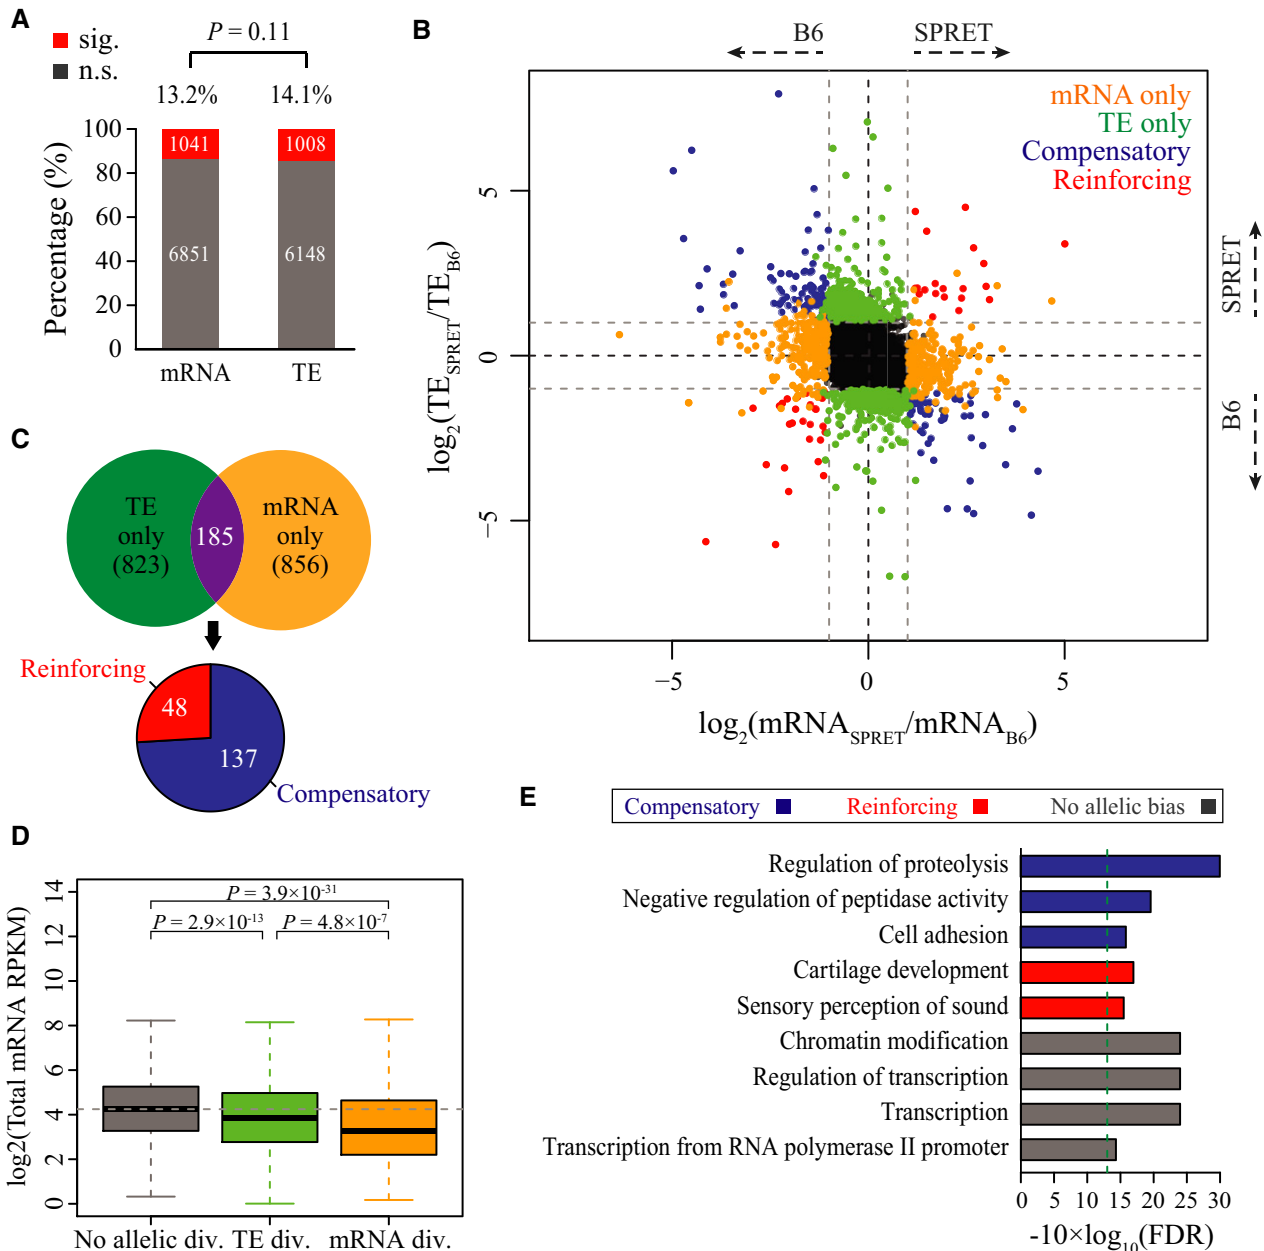 A
sig.
n.s.
P = 0.11
13.2%
14.1%
Percentage (%)
100
80
60
40
20
0
1041
1008
6851
6148
mRNA
TE
B
B6
SPRET
mRNA only
TE only
Compensatory
Reinforcing
log2(TESPRET/TEB6)
5
0
−5
SPRET
B6
−5
0
5
log2(mRNASPRET/mRNAB6)
C
TE
only
(823)
185
mRNA
only
(856)
Reinforcing
48
137
Compensatory
D
log2(Total mRNA RPKM)
14
12
10
8
6
4
2
0
P = 3.9×10-31
P = 2.9×10-13
P = 4.8×10-7
No allelic div.
TE div.
mRNA div.
E
Compensatory
Reinforcing
No allelic bias
Regulation of proteolysis
Negative regulation of peptidase activity
Cell adhesion
Cartilage development
Sensory perception of sound
Chromatin modification
Regulation of transcription
Transcription
Transcription from RNA polymerase II promoter
0 5 10 15 20 25 30
-10×log10(FDR)